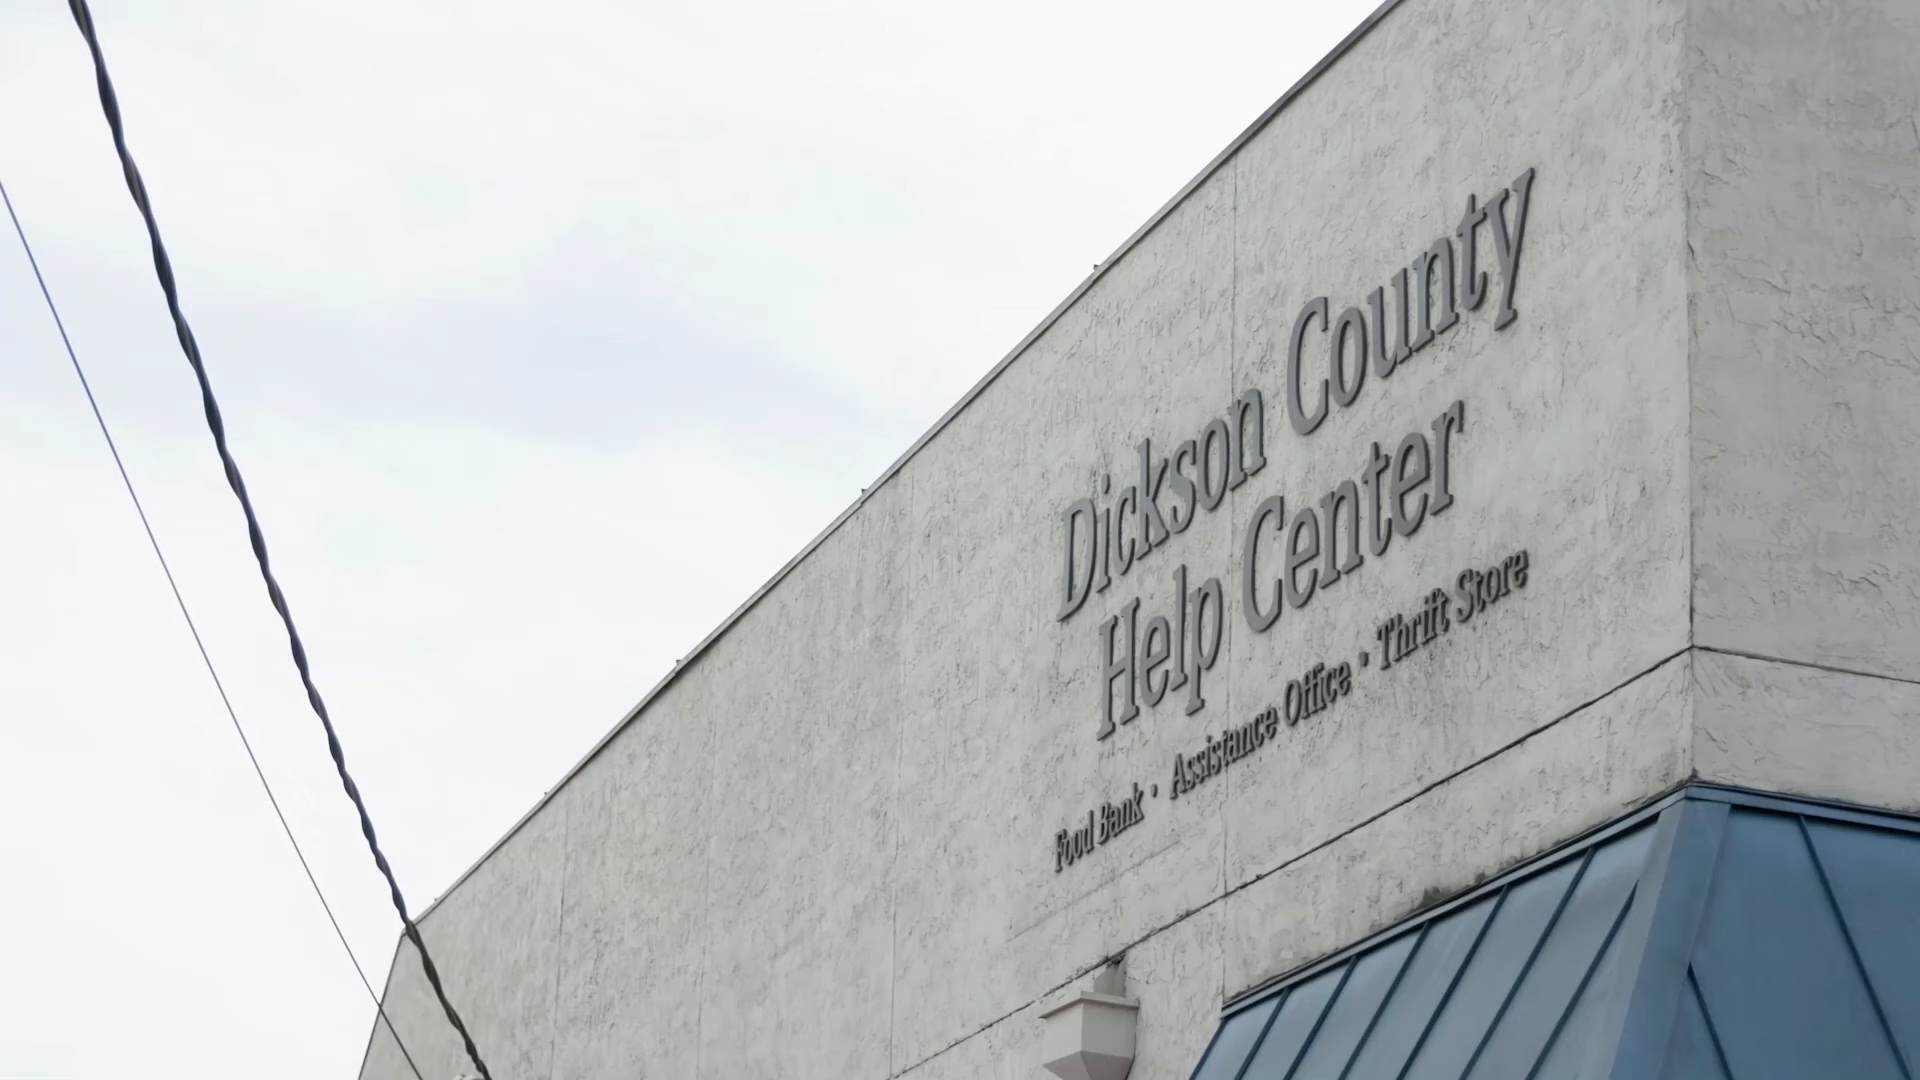 Dickson County
Help Center
Food Bank · Assistance Office · Thrift Store